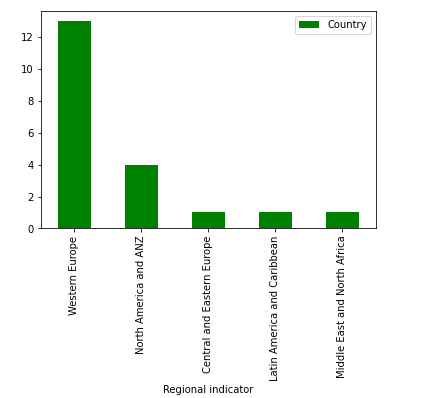 12
10
8
6
4
2
0
Country
Western Europe
North America and ANZ
Central and Eastern Europe
Latin America and Caribbean
Middle East and North Africa
Regional indicator